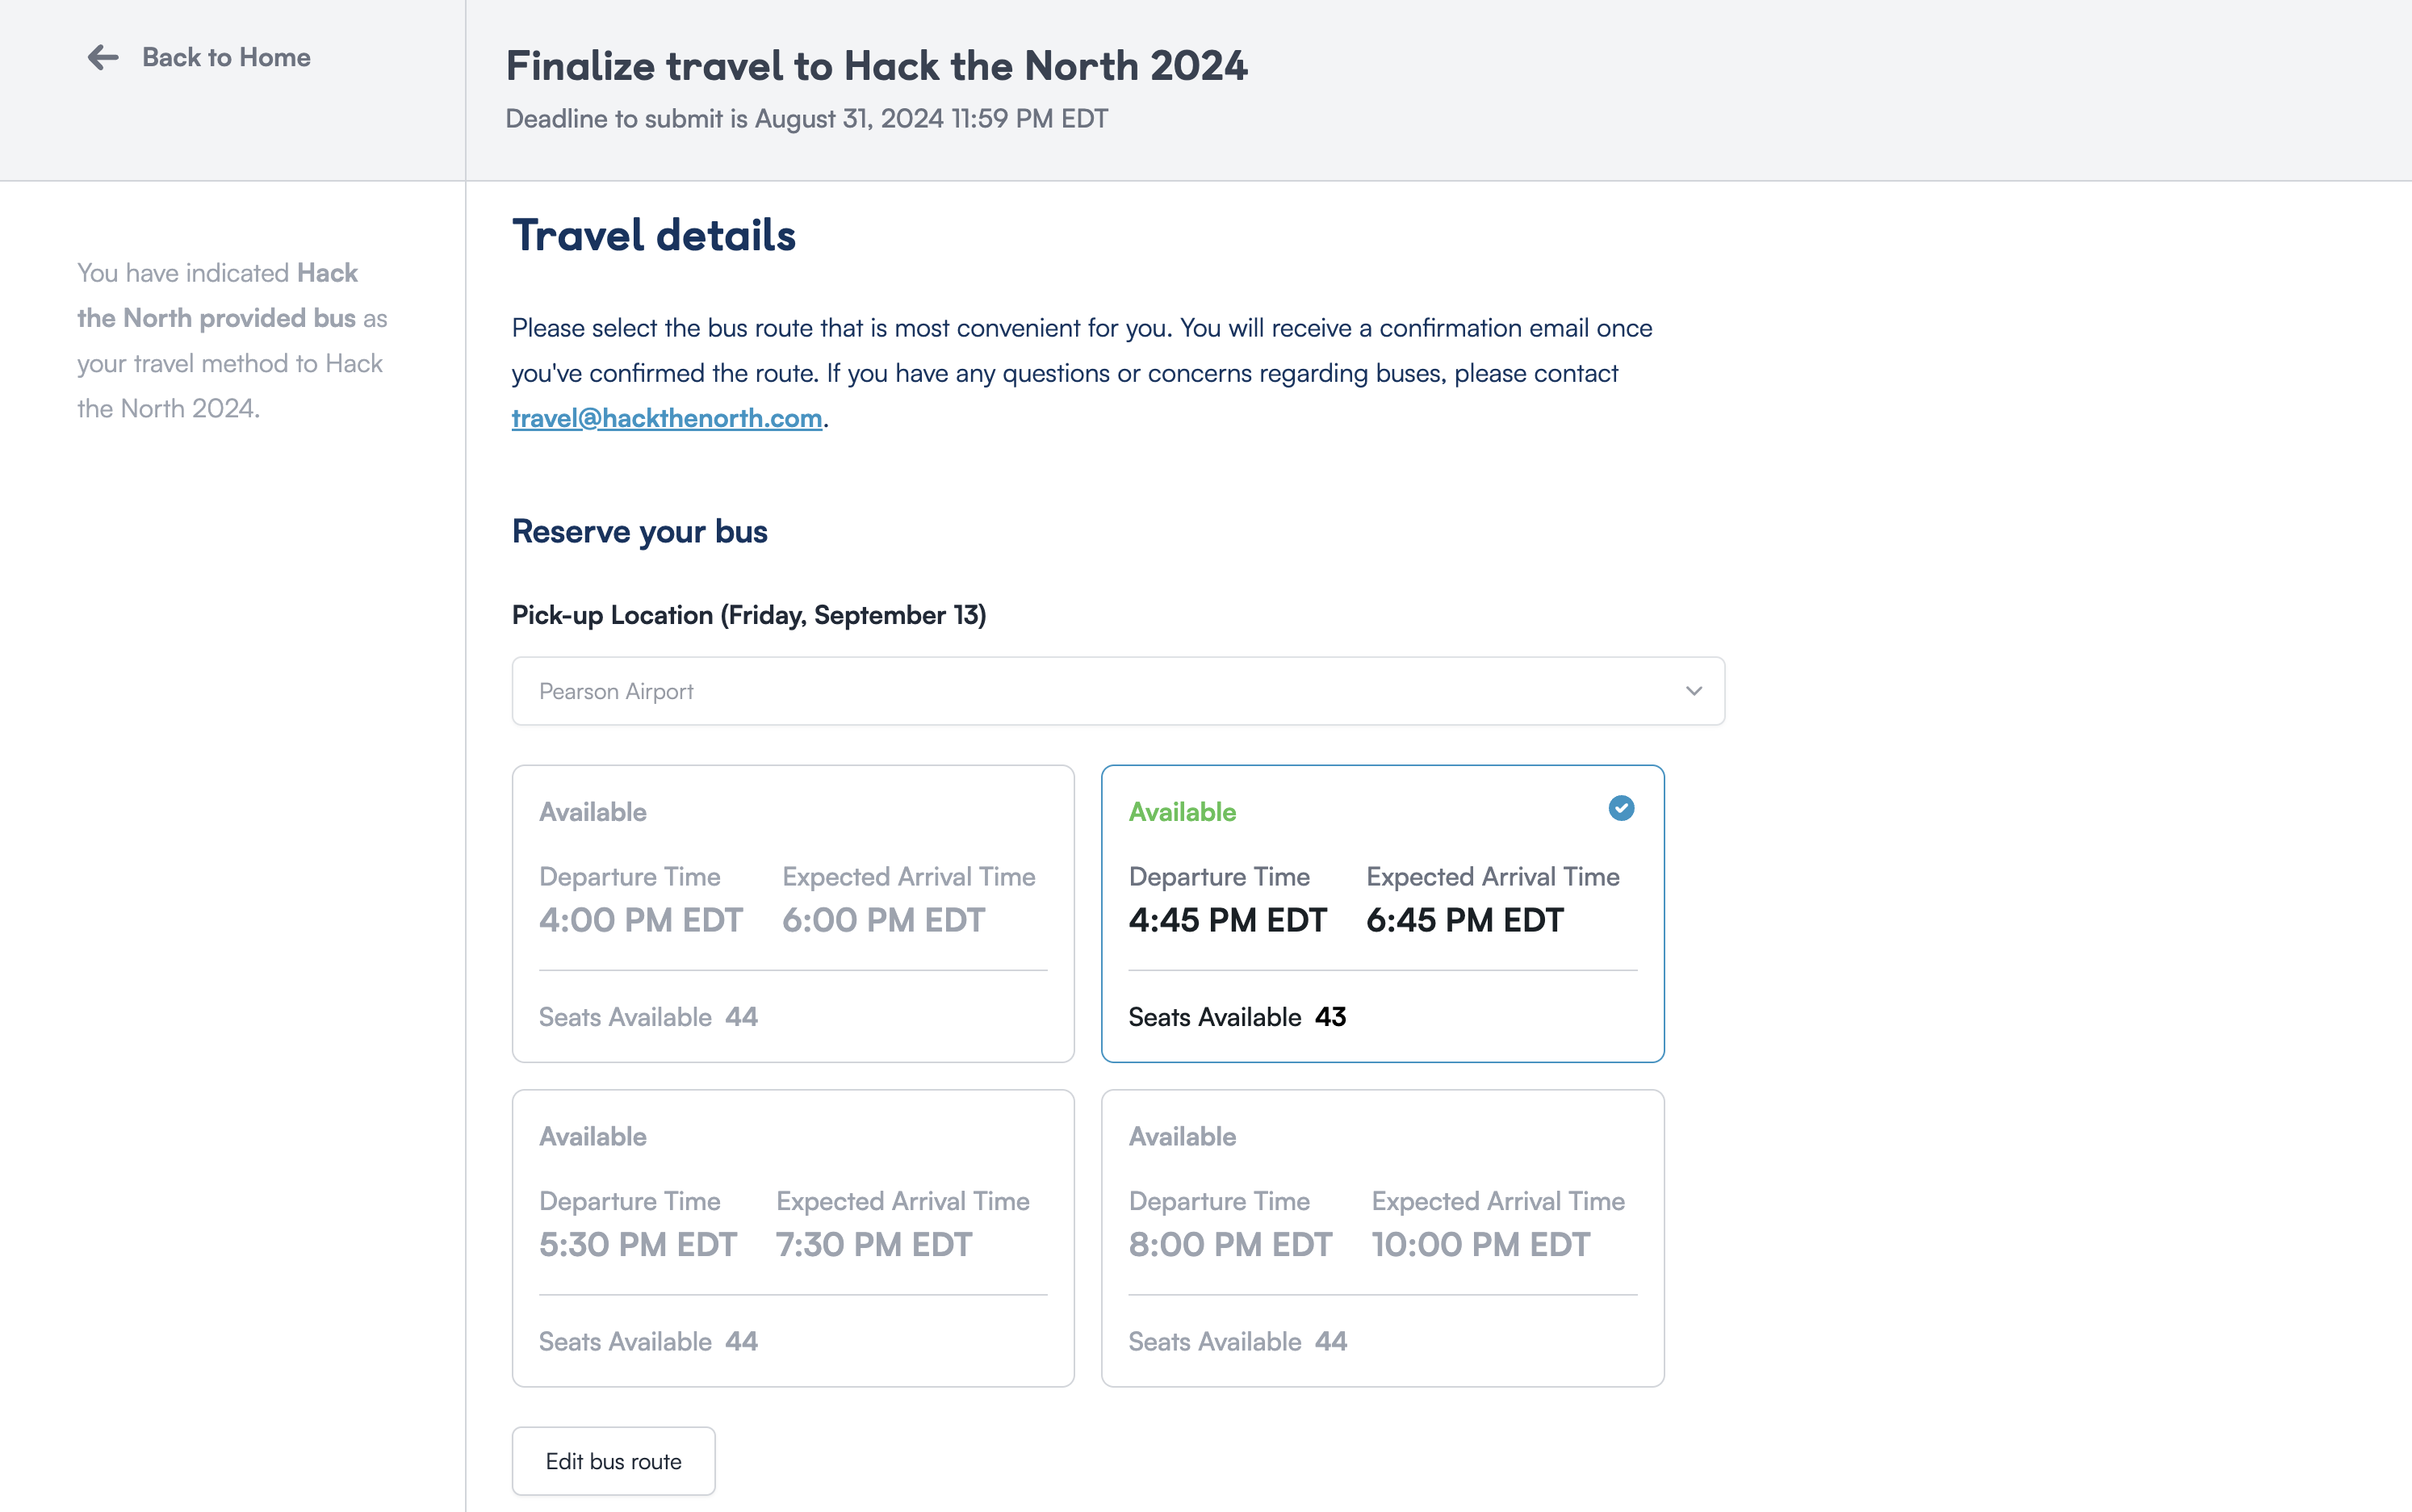 Back to Home
Finalize travel to Hack the North 2024
Deadline to submit is August 31, 2024 11:59 PM EDT
You have indicated Hack
the North provided bus as
your travel method to Hack
the North 2024.
Travel details
Please select the bus route that is most convenient for you. You will receive a confirmation email once
you've confirmed the route. If you have any questions or concerns regarding buses, please contact
travel@hackthenorth.com.
Reserve your bus
Pick-up Location (Friday, September 13)
Pearson Airport
Available
Departure Time Expected Arrival Time
4:00 PM EDT 6:00 PM EDT
Seats Available 44
Available
Departure Time Expected Arrival Time
4:45 PM EDT 6:45 PM EDT
Seats Available 43
Available
Departure Time Expected Arrival Time
5:30 PM EDT 7:30 PM EDT
Seats Available 44
Available
Departure Time Expected Arrival Time
8:00 PM EDT 10:00 PM EDT
Seats Available 44
Edit bus route